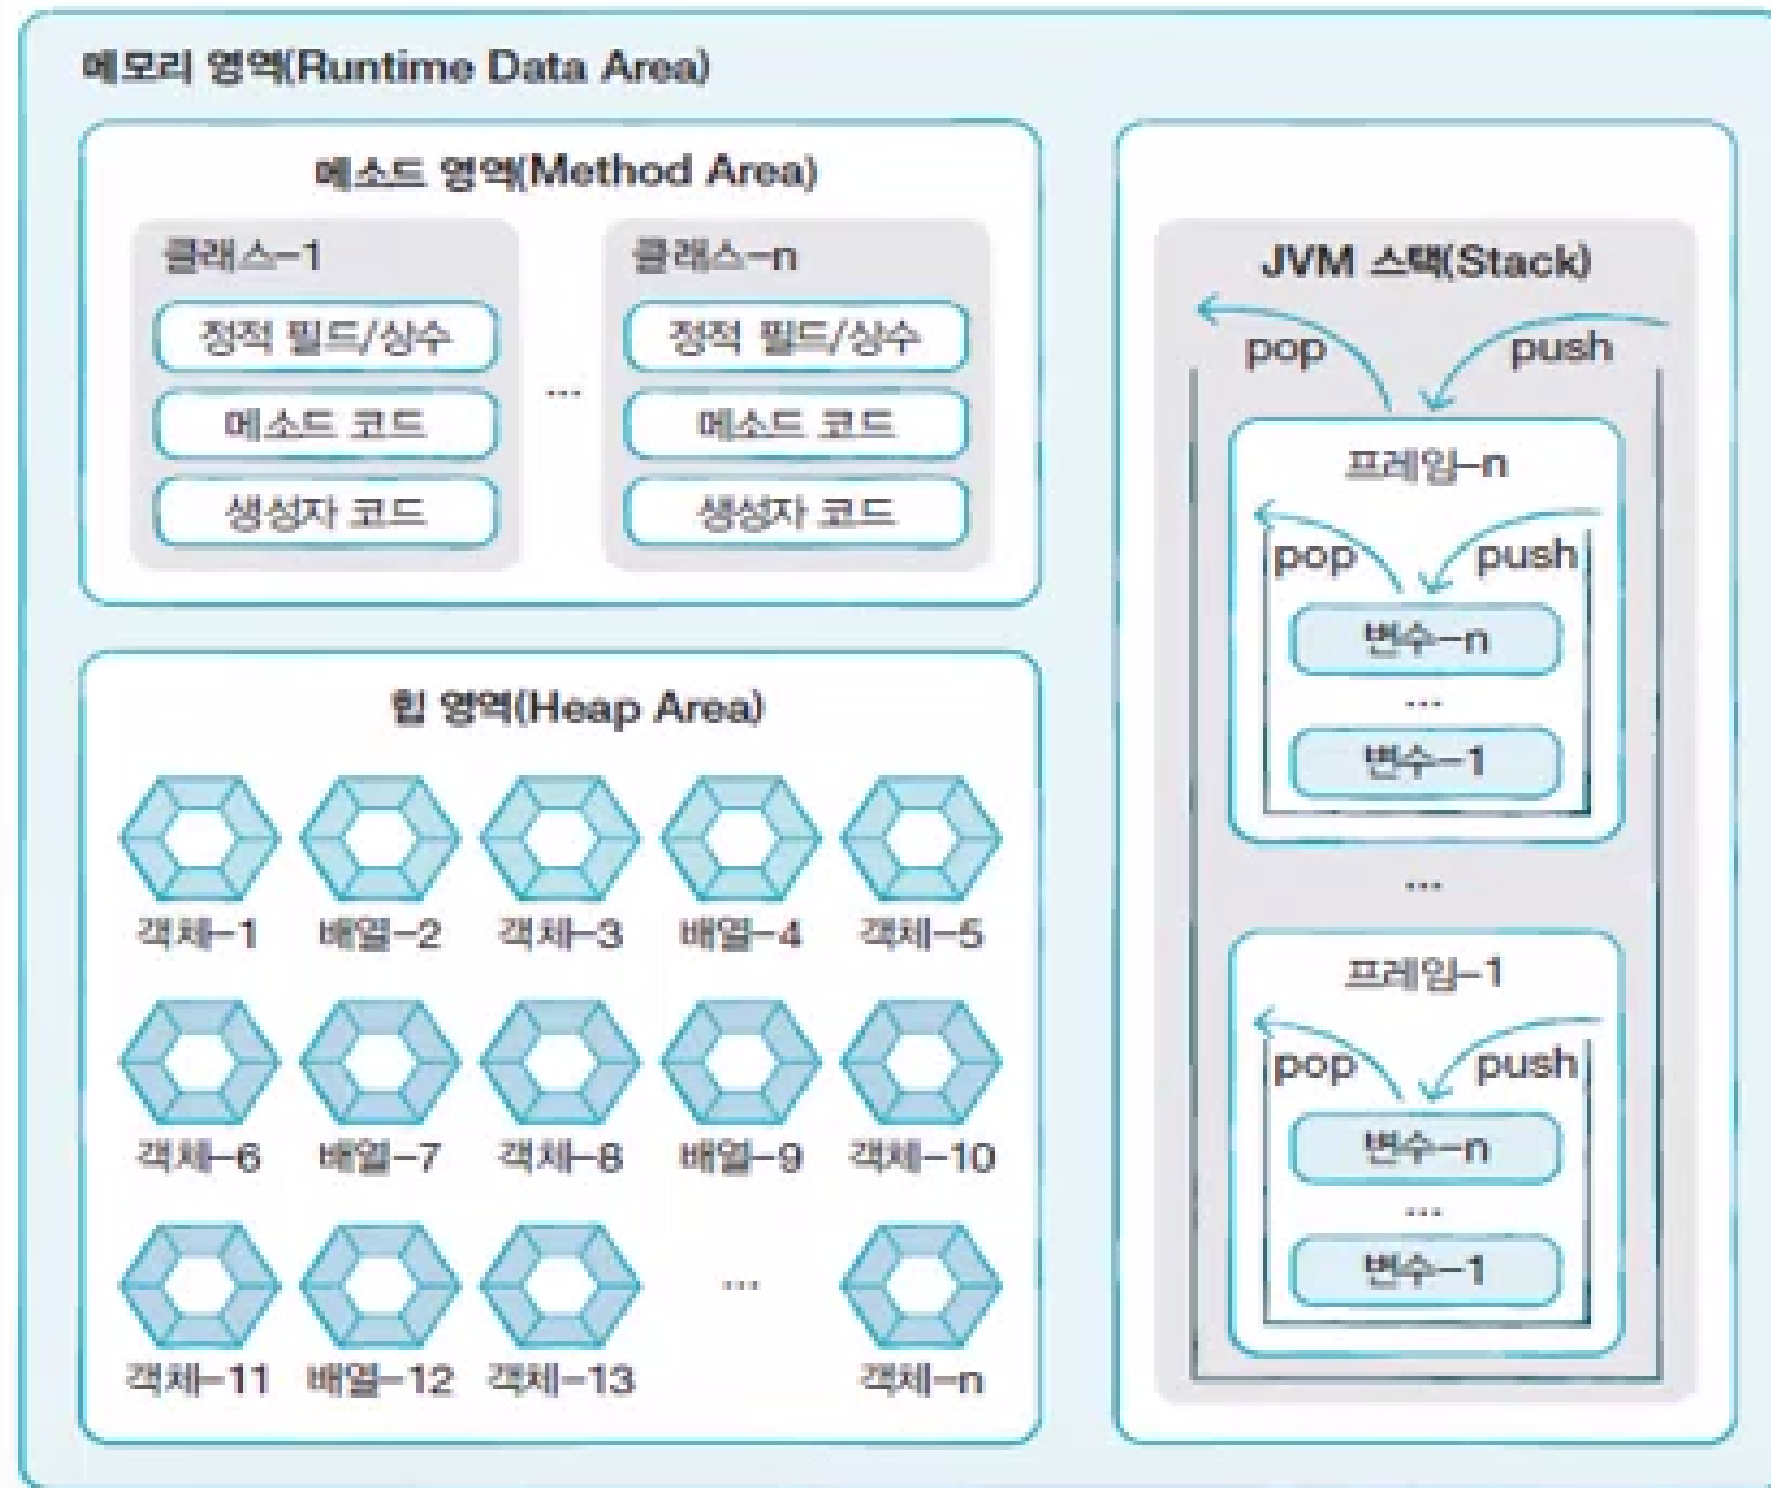 메모리 영역(Runtime Data Area)
메소드 영역(Method Area)
클래스-1
정적 필드/상수
메소드 코드
생성자 코드
...
클래스-n
정적 필드/상수
메소드 코드
생성자 코드
힙 영역(Heap Area)
객체-1 배열-2 객체-3 배열-4 객체-5
객체-6 배열-7 객체-8 배열-9 객체-10
...
객체-11 배열-12 객체-13 객체-n
JVM 스택(Stack)
pop push
프레임-n
pop push
변수-n
...
변수-1
...
프레임-1
pop push
변수-n
...
변수-1